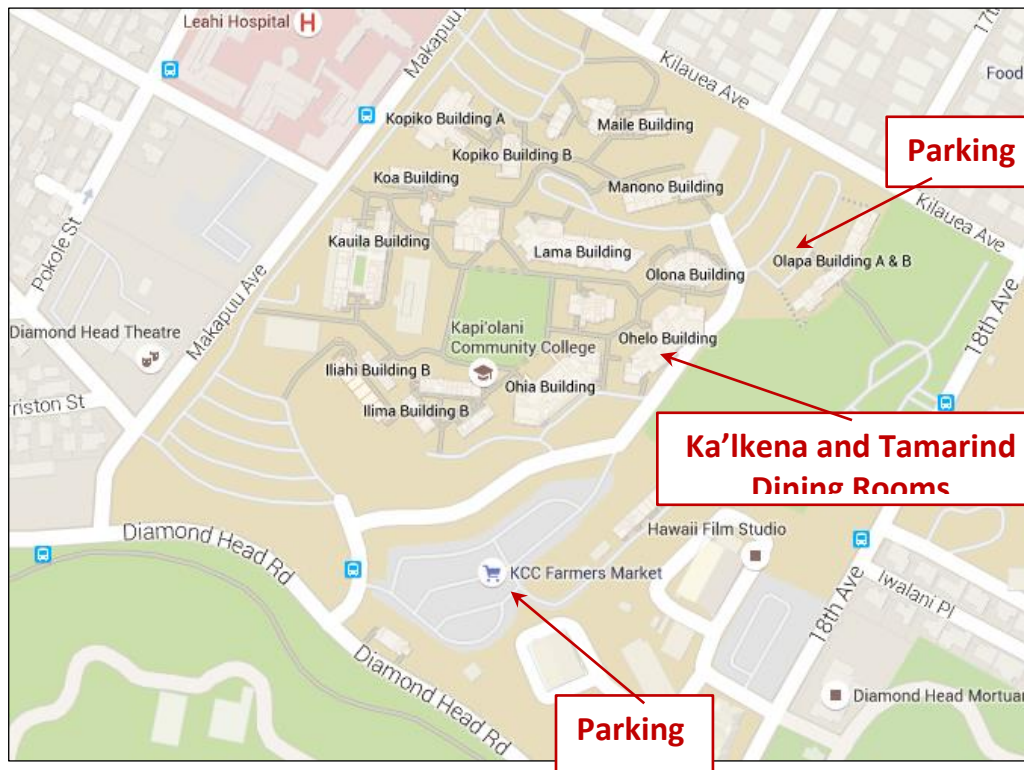 Leahi Hospital H
Makapuu Ave
17th
Kilauea Ave
Food
Kopiko Building A
Maile Building
Parking
Kopiko Building B
Koa Building
Manono Building
Pokole St
Kauila Building
Lama Building
Kilauea Ave
Olapa Building A & B
Olona Building
Makapuu Ave
18th Ave
Diamond Head Theatre
Kapi'olani
Community College
Ohelo Building
Iliahi Building B
Ohia Building
rriston St
Ilima Building B
Ka'lkena and Tamarind
Dining Rooms
Hawaii Film Studio
Diamond Head Rd
KCC Farmers Market
Iwalani Pl
18th Ave
Diamond Head Rd
Diamond Head Mortuar
Parking